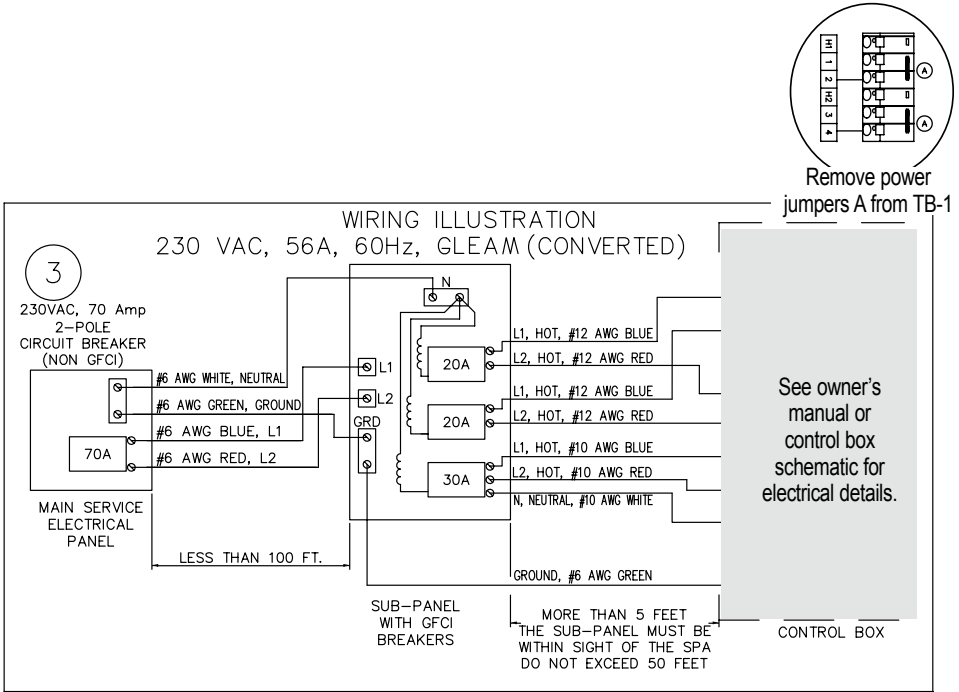 H1
1
2
H2
3
4
A
A
Remove power
jumpers A from TB-1
WIRING ILLUSTRATION
230 VAC, 56A, 60Hz, GLEAM (CONVERTED)
3
230VAC, 70 Amp
2-POLE
CIRCUIT BREAKER
(NON GFCI)
#6 AWG WHITE, NEUTRAL
#6 AWG GREEN, GROUND
#6 AWG BLUE, L1
#6 AWG RED, L2
70A
MAIN SERVICE
ELECTRICAL
PANEL
LESS THAN 100 FT.
N
L1
L2
GRD
20A
20A
30A
SUB-PANEL
WITH GFCI
BREAKERS
L1, HOT, #12 AWG BLUE
L2, HOT, #12 AWG RED
L1, HOT, #12 AWG BLUE
L2, HOT, #12 AWG RED
L1, HOT, #10 AWG BLUE
L2, HOT, #10 AWG RED
N, NEUTRAL, #10 AWG WHITE
GROUND, #6 AWG GREEN
MORE THAN 5 FEET
THE SUB-PANEL MUST BE
WITHIN SIGHT OF THE SPA
DO NOT EXCEED 50 FEET
See owner's
manual or
control box
schematic for
electrical details.
CONTROL BOX